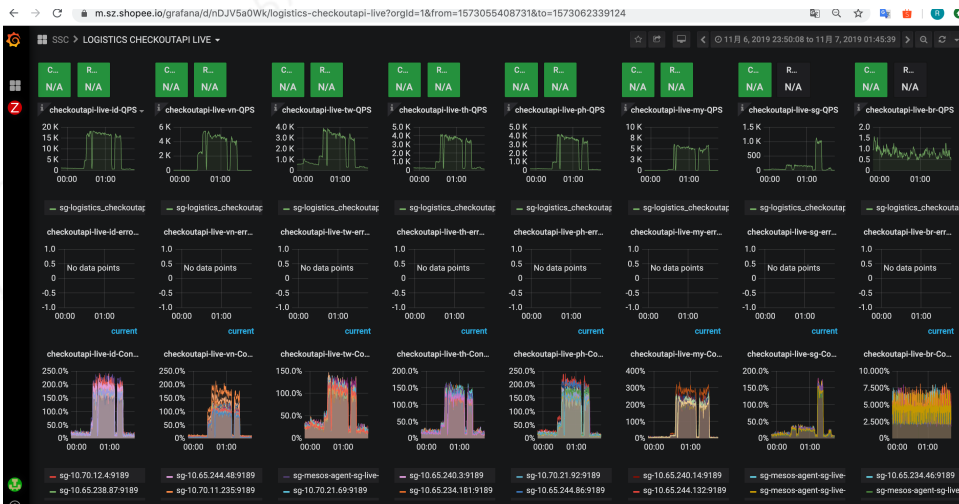 m.sz.shopee.io/grafana/d/nDJV5a0Wk/logistics-checkoutapi-live?orgId=1&from=1573055408731&to=1573062339124
SSC > LOGISTICS CHECKOUTAPI LIVE
11月 6, 2019 23:50:08 to 11月 7, 2019 01:45:39
C... R... C... R... C... R... C... R... C... R... C... R... C... R... C... R...
N/A N/A N/A N/A N/A N/A N/A N/A N/A N/A N/A N/A N/A N/A N/A N/A
checkoutapi-live-id-QPS checkoutapi-live-vn-QPS checkoutapi-live-tw-QPS checkoutapi-live-th-QPS checkoutapi-live-ph-QPS checkoutapi-live-my-QPS checkoutapi-live-sg-QPS checkoutapi-live-br-QPS
20 K 6 K 4.0 K 5.0 K 5.0 K 10 K 1.5 K 2.0
15 K 4 K 3.0 K 4.0 K 4.0 K 8 K 1.0 K 1.5
10 K 2 K 2.0 K 3.0 K 3.0 K 5 K 500 1.0
5 K 0 1.0 K 2.0 K 2.0 K 3 K 0 0.5
0 0 1.0 K 1.0 K 0 0
0 0
00:00 01:00 00:00 01:00 00:00 01:00 00:00 01:00 00:00 01:00 00:00 01:00 00:00 01:00 00:00 01:00
sg-logistics_checkoutap sg-logistics_checkoutap sg-logistics_checkoutap sg-logistics_checkoutap sg-logistics_checkoutap sg-logistics_checkoutap sg-logistics_checkoutap sg-logistics_checkouta
checkoutapi-live-id-erro... checkoutapi-live-vn-err... checkoutapi-live-tw-err... checkoutapi-live-th-err... checkoutapi-live-ph-err... checkoutapi-live-my-err... checkoutapi-live-sg-err... checkoutapi-live-br-err...
1.0 1.0 1.0 1.0 1.0 1.0 1.0 1.0
0.5 0.5 0.5 0.5 0.5 0.5 0.5 0.5
No data points No data points No data points No data points No data points No data points No data points No data points
0 0 0 0 0 0 0 0
-0.5 -0.5 -0.5 -0.5 -0.5 -0.5 -0.5 -0.5
-1.0 -1.0 -1.0 -1.0 -1.0 -1.0 -1.0 -1.0
00:00 01:00 00:00 01:00 00:00 01:00 00:00 01:00 00:00 01:00 00:00 01:00 00:00 01:00 00:00 01:00
current current current current current current current current
checkoutapi-live-id-Con... checkoutapi-live-vn-Co... checkoutapi-live-tw-Co... checkoutapi-live-th-Con... checkoutapi-live-ph-Co... checkoutapi-live-my-Co... checkoutapi-live-sg-Co... checkoutapi-live-br-Co...
250.0% 250.0% 150.0% 200.0% 250.0% 400% 200.0% 10.000%
200.0% 200.0% 100.0% 150.0% 200.0% 300% 150.0% 7.500%
150.0% 150.0% 50.0% 100.0% 150.0% 200% 100.0% 5.000%
100.0% 100.0% 0% 50.0% 100.0% 100% 50.0% 2.500%
50.0% 50.0% 0% 50.0% 0% 0% 0%
0% 0% 0%
00:00 01:00 00:00 01:00 00:00 01:00 00:00 01:00 00:00 01:00 00:00 01:00 00:00 01:00 00:00 01:00
sg-10.70.12.4:9189 sg-10.65.244.48:9189 sg-mesos-agent-sg-live- sg-10.65.240.3:9189 sg-10.70.21.92:9189 sg-10.65.240.14:9189 sg-mesos-agent-sg-live- sg-10.65.234.46:9189
sg-10.65.238.87:9189 sg-10.70.11.235:9189 sg-10.70.21.69:9189 sg-10.65.234.181:9189 sg-10.65.244.86:9189 sg-10.65.244.132:9189 sg-mesos-agent-sg-live- sg-mesos-agent-sg-live-